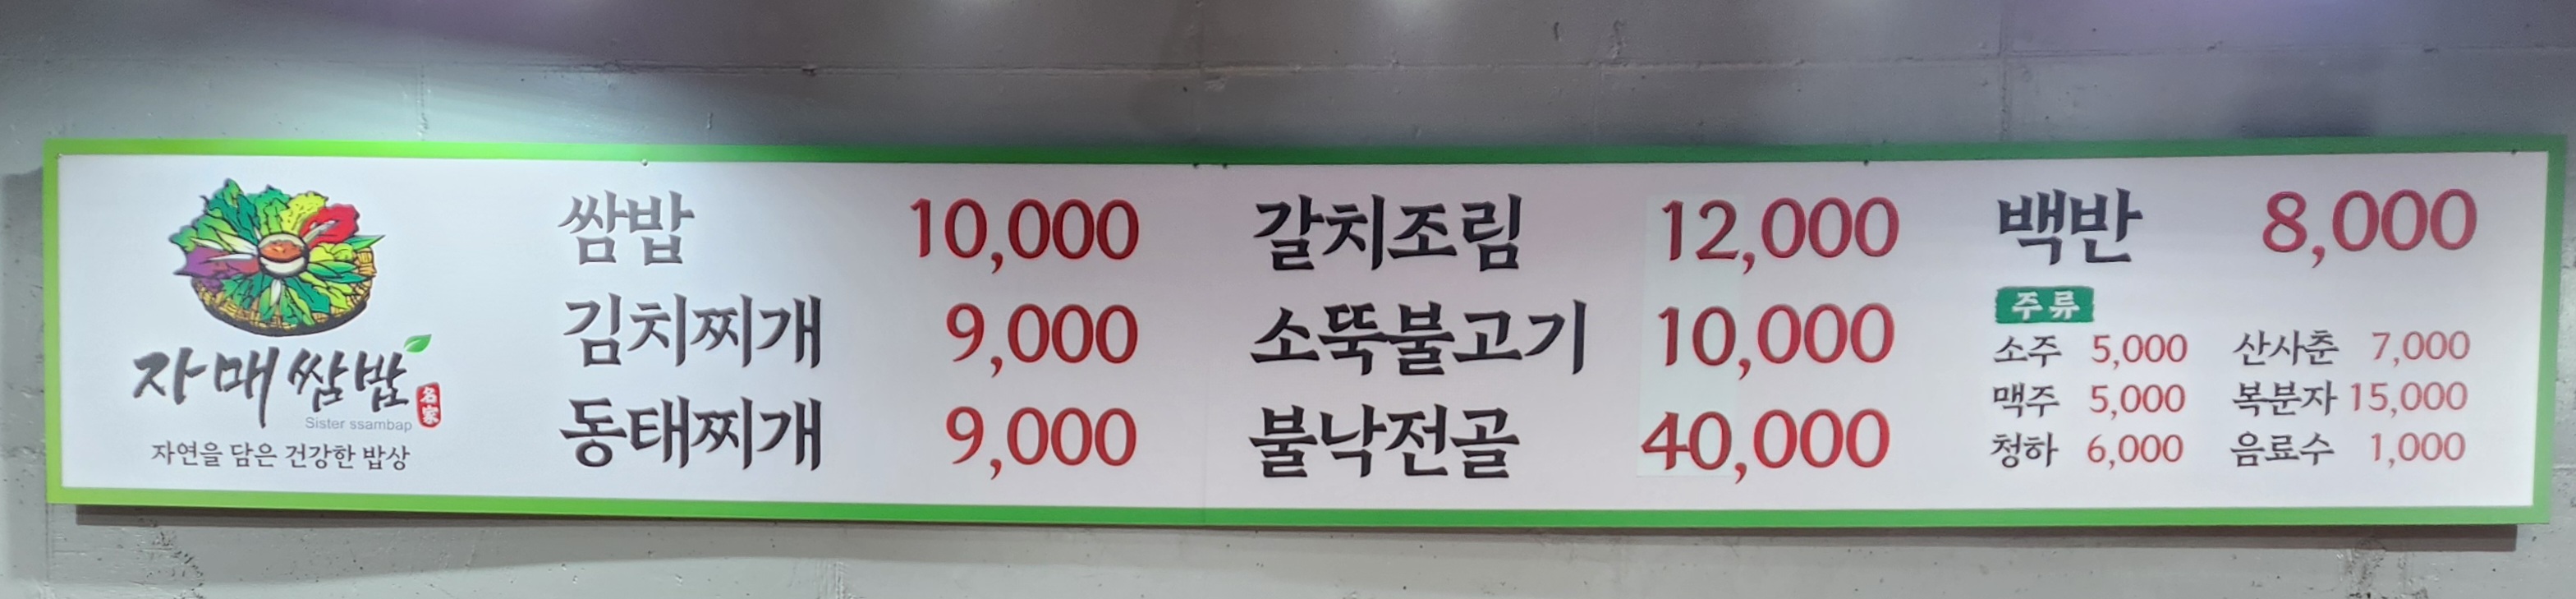 자매쌈밥
名家
Sister ssambap
자연을 담은 건강한 밥상
쌈밥 10,000
김치찌개 9,000
동태찌개 9,000
갈치조림 12,000
소뚝불고기 10,000
불낙전골 40,000
백반 8,000
주류
소주 5,000 산사춘 7,000
맥주 5,000 복분자 15,000
청하 6,000 음료수 1,000